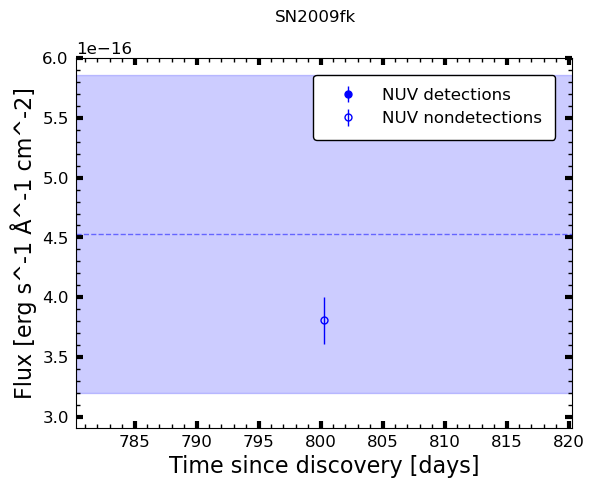 SN2009fk
1e−16
6.0
5.5
5.0
4.5
4.0
3.5
3.0
Flux [erg s^-1 Å^-1 cm^-2]
NUV detections
NUV nondetections
785 790 795 800 805 810 815 820
Time since discovery [days]